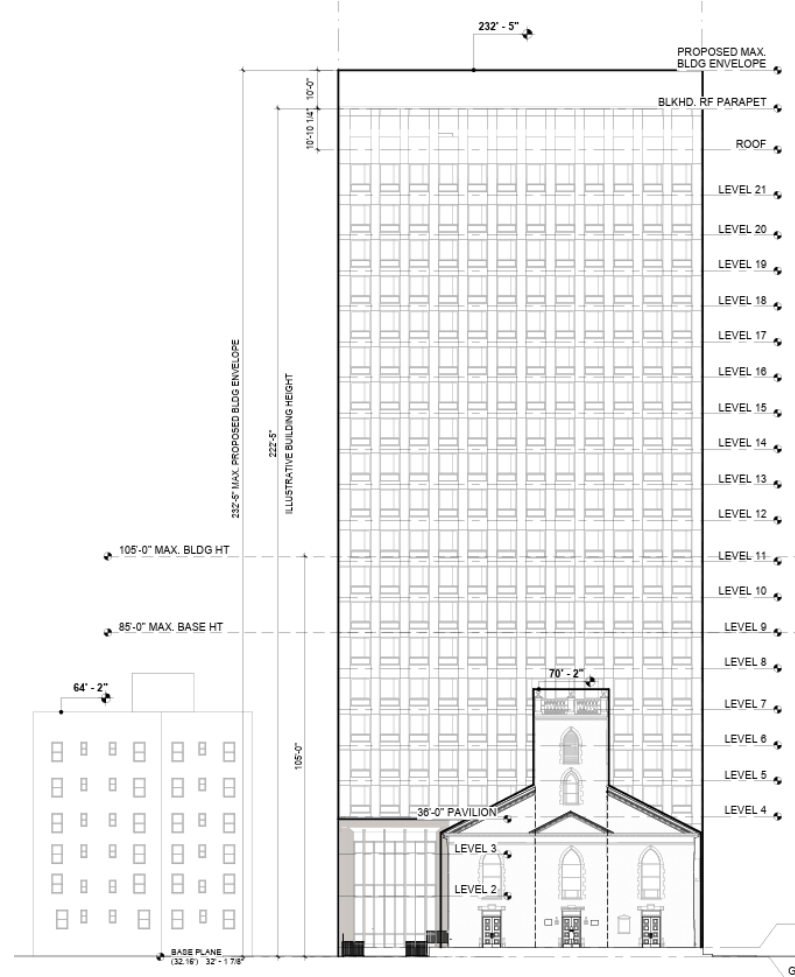 232' - 5"
PROPOSED MAX.
BLDG ENVELOPE
10'-0"
BLKHD. RF PARAPET
10'-10 1/4"
ROOF
LEVEL 21
LEVEL 20
LEVEL 19
LEVEL 18
LEVEL 17
LEVEL 16
LEVEL 15
LEVEL 14
LEVEL 13
LEVEL 12
232'-5" MAX. PROPOSED BLDG ENVELOPE
222'-5"
ILLUSTRATIVE BUILDING HEIGHT
105'-0" MAX. BLDG HT
LEVEL 11
LEVEL 10
85'-0" MAX. BASE HT
LEVEL 9
LEVEL 8
64' - 2"
70' - 2"
LEVEL 7
LEVEL 6
105'-0"
LEVEL 5
36'-0" PAVILION
LEVEL 4
LEVEL 3
LEVEL 2
BASE PLANE
(32.16') 32' - 1 7/8"
G